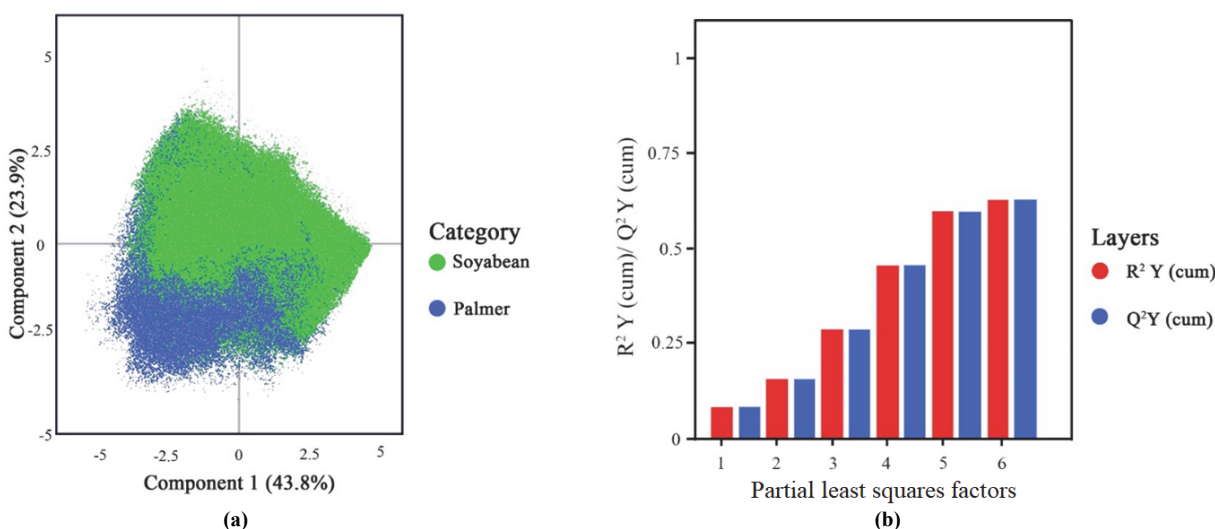 5
2.5
0
-2.5
-5
Component 2 (23.9%)
-5
-2.5
0
2.5
5
Component 1 (43.8%)
Category
Soyabean
Palmer
(a)
1
0.75
0.5
0.25
0
R² Y (cum)/ Q² Y (cum)
1
2
3
4
5
6
Partial least squares factors
Layers
R² Y (cum)
Q²Y (cum)
(b)